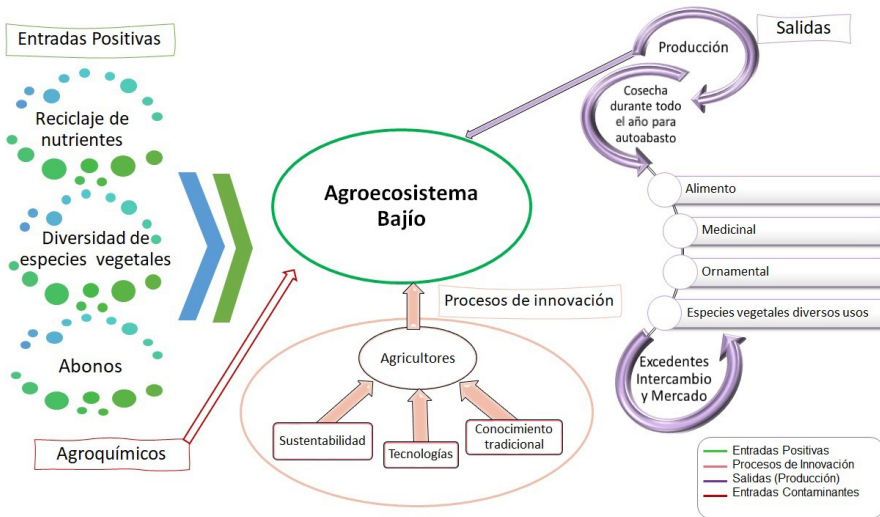 Entradas Positivas
Reciclaje de
nutrientes
Diversidad de
especies vegetales
Abonos
Agroquímicos
Agroecosistema
Bajío
Procesos de innovación
Agricultores
Sustentabilidad
Tecnologías
Conocimiento
tradicional
Salidas
Producción
Cosecha
durante todo
el año para
autoabasto
Alimento
Medicinal
Ornamental
Especies vegetales diversos usos
Excedentes
Intercambio
y Mercado
Entradas Positivas
Procesos de Innovación
Salidas (Producción)
Entradas Contaminantes